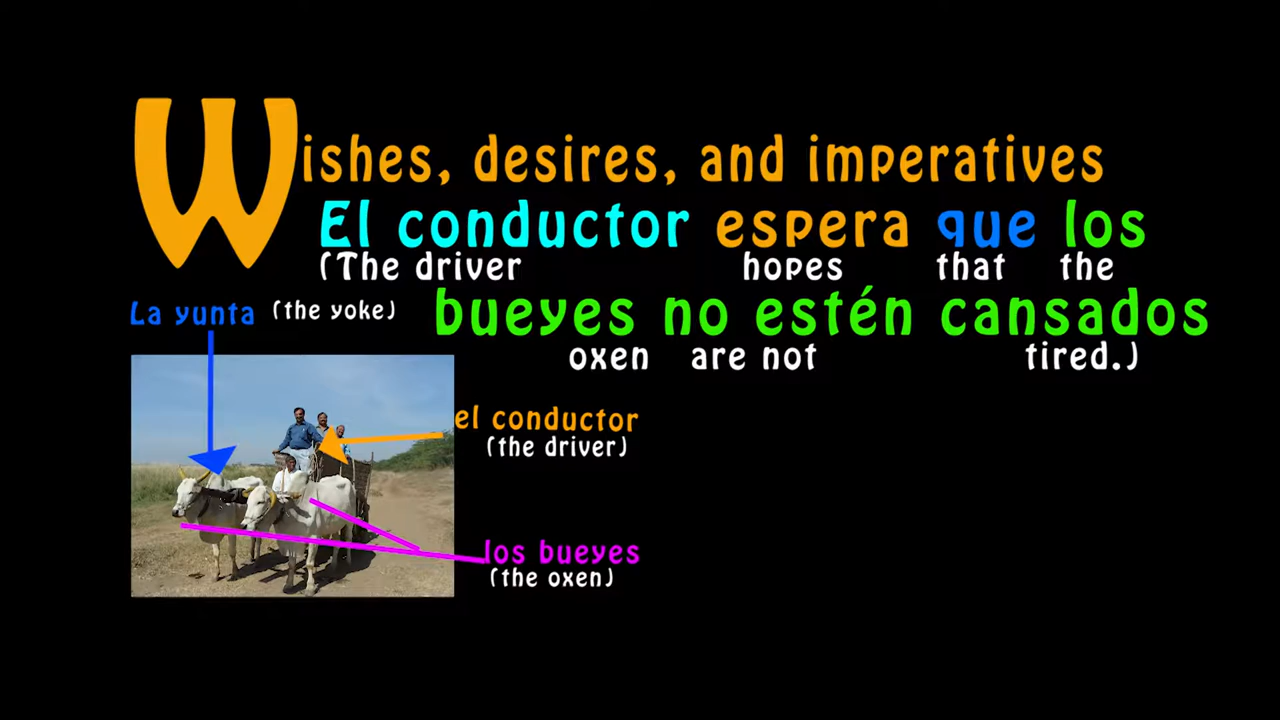 Wishes, desires, and imperatives
El conductor espera que los
(The driver hopes that the
bueyes no estén cansados
oxen are not tired.)
La yunta (the yoke)
el conductor
(the driver)
los bueyes
(the oxen)